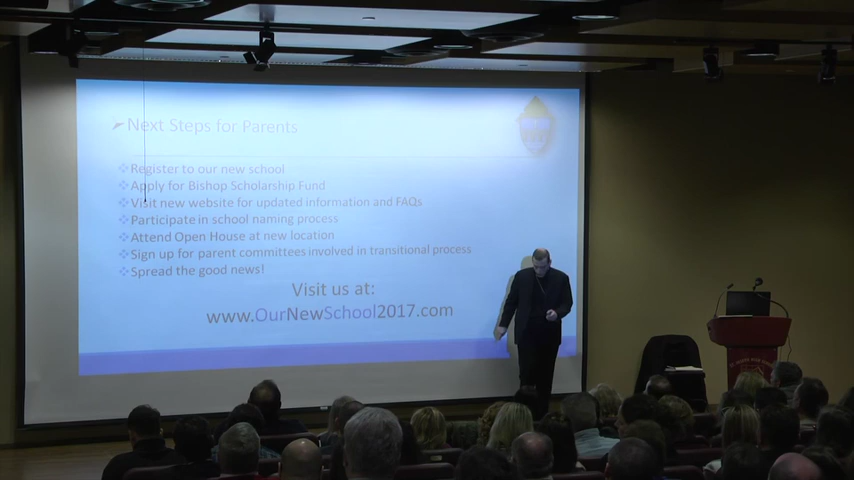 Next Steps for Parents
Register to our new school
Apply for Bishop Scholarship Fund
Visit new website for updated information and FAQs
Participate in school naming process
Attend Open House at new location
Sign up for parent committees involved in transitional process
Spread the good news!
Visit us at:
www.OurNewSchool2017.com